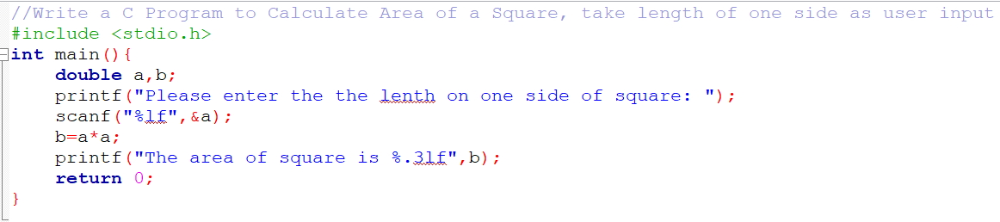 //Write a C Program to Calculate Area of a Square, take length of one side as user input
#include <stdio.h>
int main(){
    double a,b;
    printf("Please enter the the lenth on one side of square: ");
    scanf("%lf",&a);
    b=a*a;
    printf("The area of square is %.3lf",b);
    return 0;
}